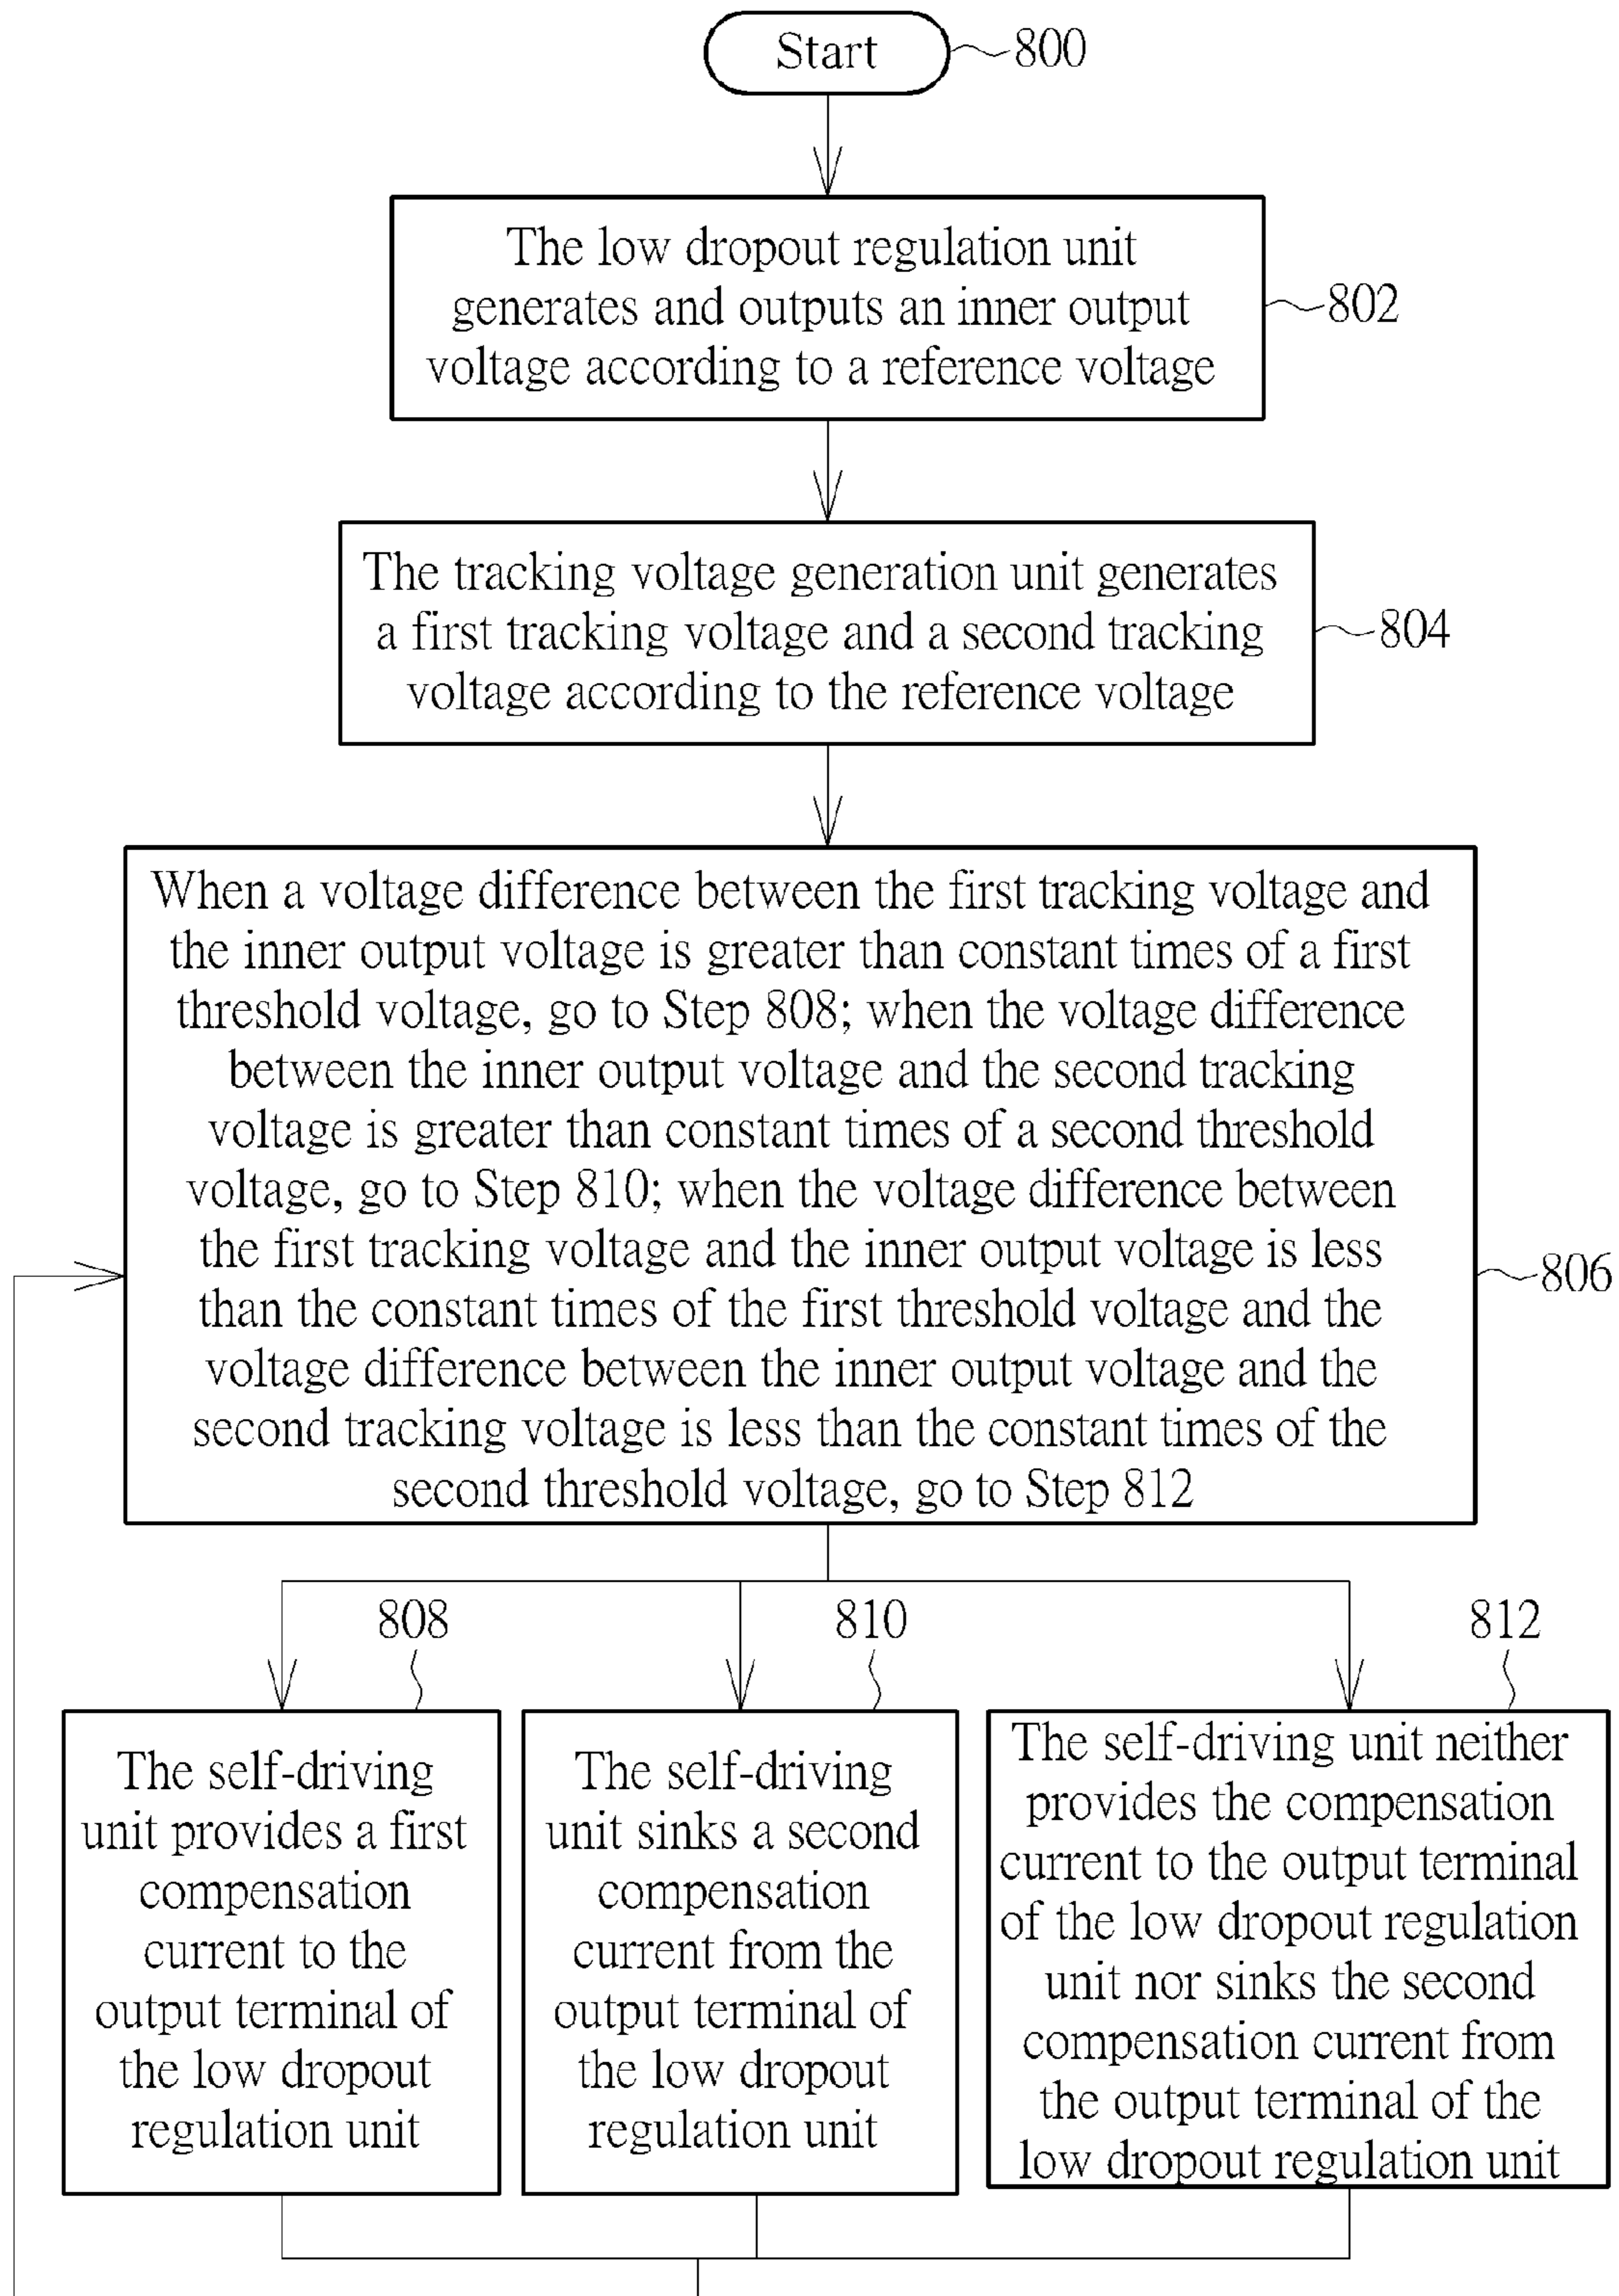 Start
800
The low dropout regulation unit
generates and outputs an inner output
voltage according to a reference voltage
802
The tracking voltage generation unit generates
a first tracking voltage and a second tracking
voltage according to the reference voltage
804
When a voltage difference between the first tracking voltage and
the inner output voltage is greater than constant times of a first
threshold voltage, go to Step 808; when the voltage difference
between the inner output voltage and the second tracking
voltage is greater than constant times of a second threshold
voltage, go to Step 810; when the voltage difference between
the first tracking voltage and the inner output voltage is less
than the constant times of the first threshold voltage and the
voltage difference between the inner output voltage and the
second tracking voltage is less than the constant times of the
second threshold voltage, go to Step 812
806
808
The self-driving
unit provides a first
compensation
current to the
output terminal of
the low dropout
regulation unit
810
The self-driving
unit sinks a second
compensation
current from the
output terminal of
the low dropout
regulation unit
812
The self-driving unit neither
provides the compensation
current to the output terminal
of the low dropout regulation
unit nor sinks the second
compensation current from
the output terminal of the
low dropout regulation unit